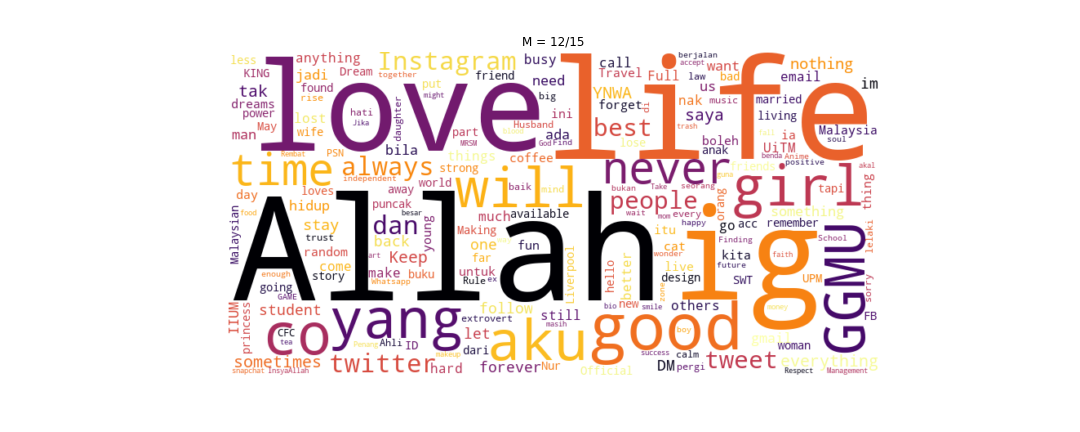 M = 12/15
less anything Instagram busy call Travel Full berjalan accept want nothing
KING jadi Dream together friend need us law bad email im
tak found rise put might big YNWA nak music married
dreams power lost love hati Jika daughter ini forget di life saya living
man May wife part MRSM Husband ada God Find best lose trash boleh ia Malaysia soul
Rembat PSN bila things coffee anak UiTM benda Anime positive
time always strong never friends girl tapi akal thing
day loves independent away world will baik mind bukan Take seorang guna people
food hidup puncak besar much available wait mom every happy orang something
Malaysian Allah stay trust dan back young Making one fun itu go acc remember School lelaki
random Keep art far cat wonder Finding kita faith
enough come story make Whatsapp buku untuk Rule ex Liverpool hello better zone live design future SWT UPM sorry
going GAME ig GGMU
IIUM princess student yang follow extrovert still masih bio new smile others money FB
CFC tea co Penang Ahli ID let dari aku good boy woman
sometimes twitter makeup hard forever Nur Official success calm DM pergi tweet everything
snapchat InsyaAllah Respect Management